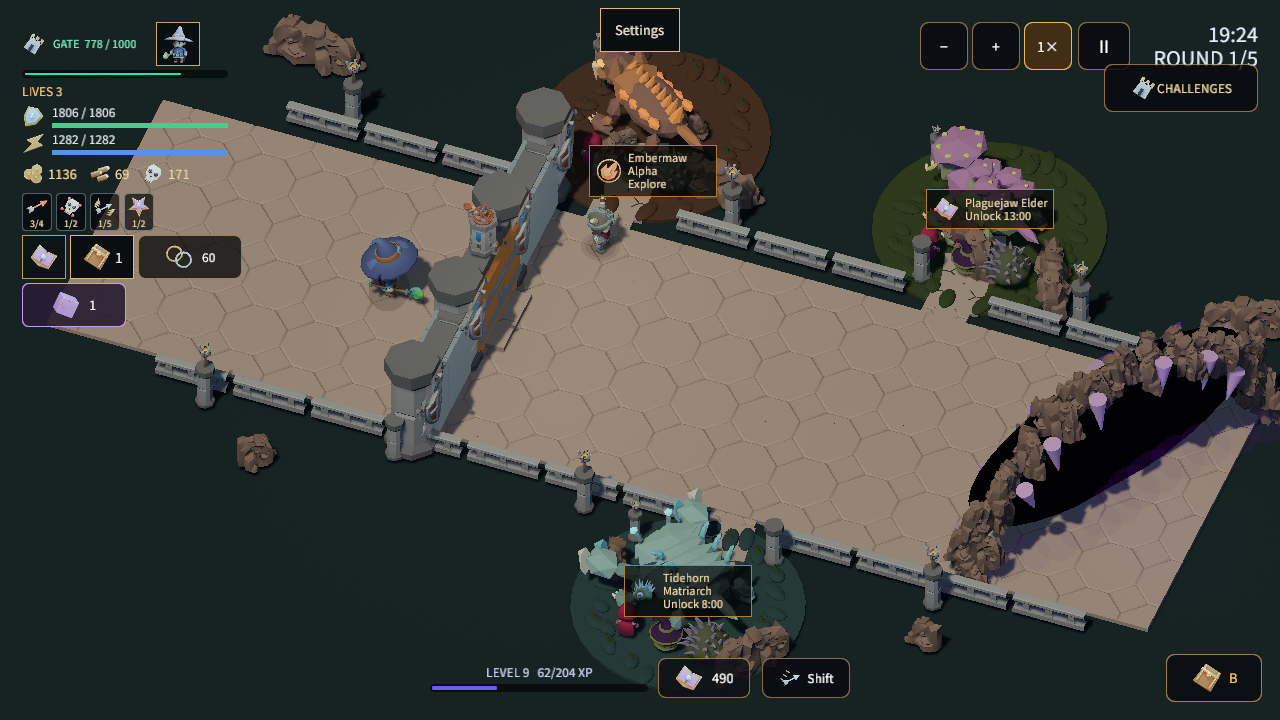 Settings
GATE 778 / 1000
LIVES 3
1806 / 1806
1282 / 1282
1136 69 171
3/4 1/2 1/5 1/2
1 60
1
− + 1× II
19:24
ROUND 1/5
CHALLENGES
Embermaw
Alpha
Explore
Plaguejaw Elder
Unlock 13:00
Tidehorn
Matriarch
Unlock 8:00
LEVEL 9 62/204 XP
490
Shift
B